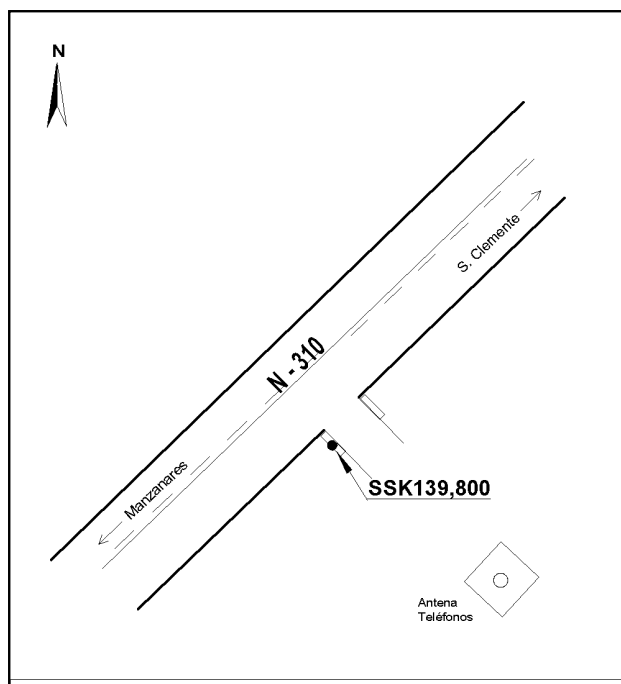 N
S. Clemente
N - 310
Manzanares
SSK139,800
Antena
Teléfonos